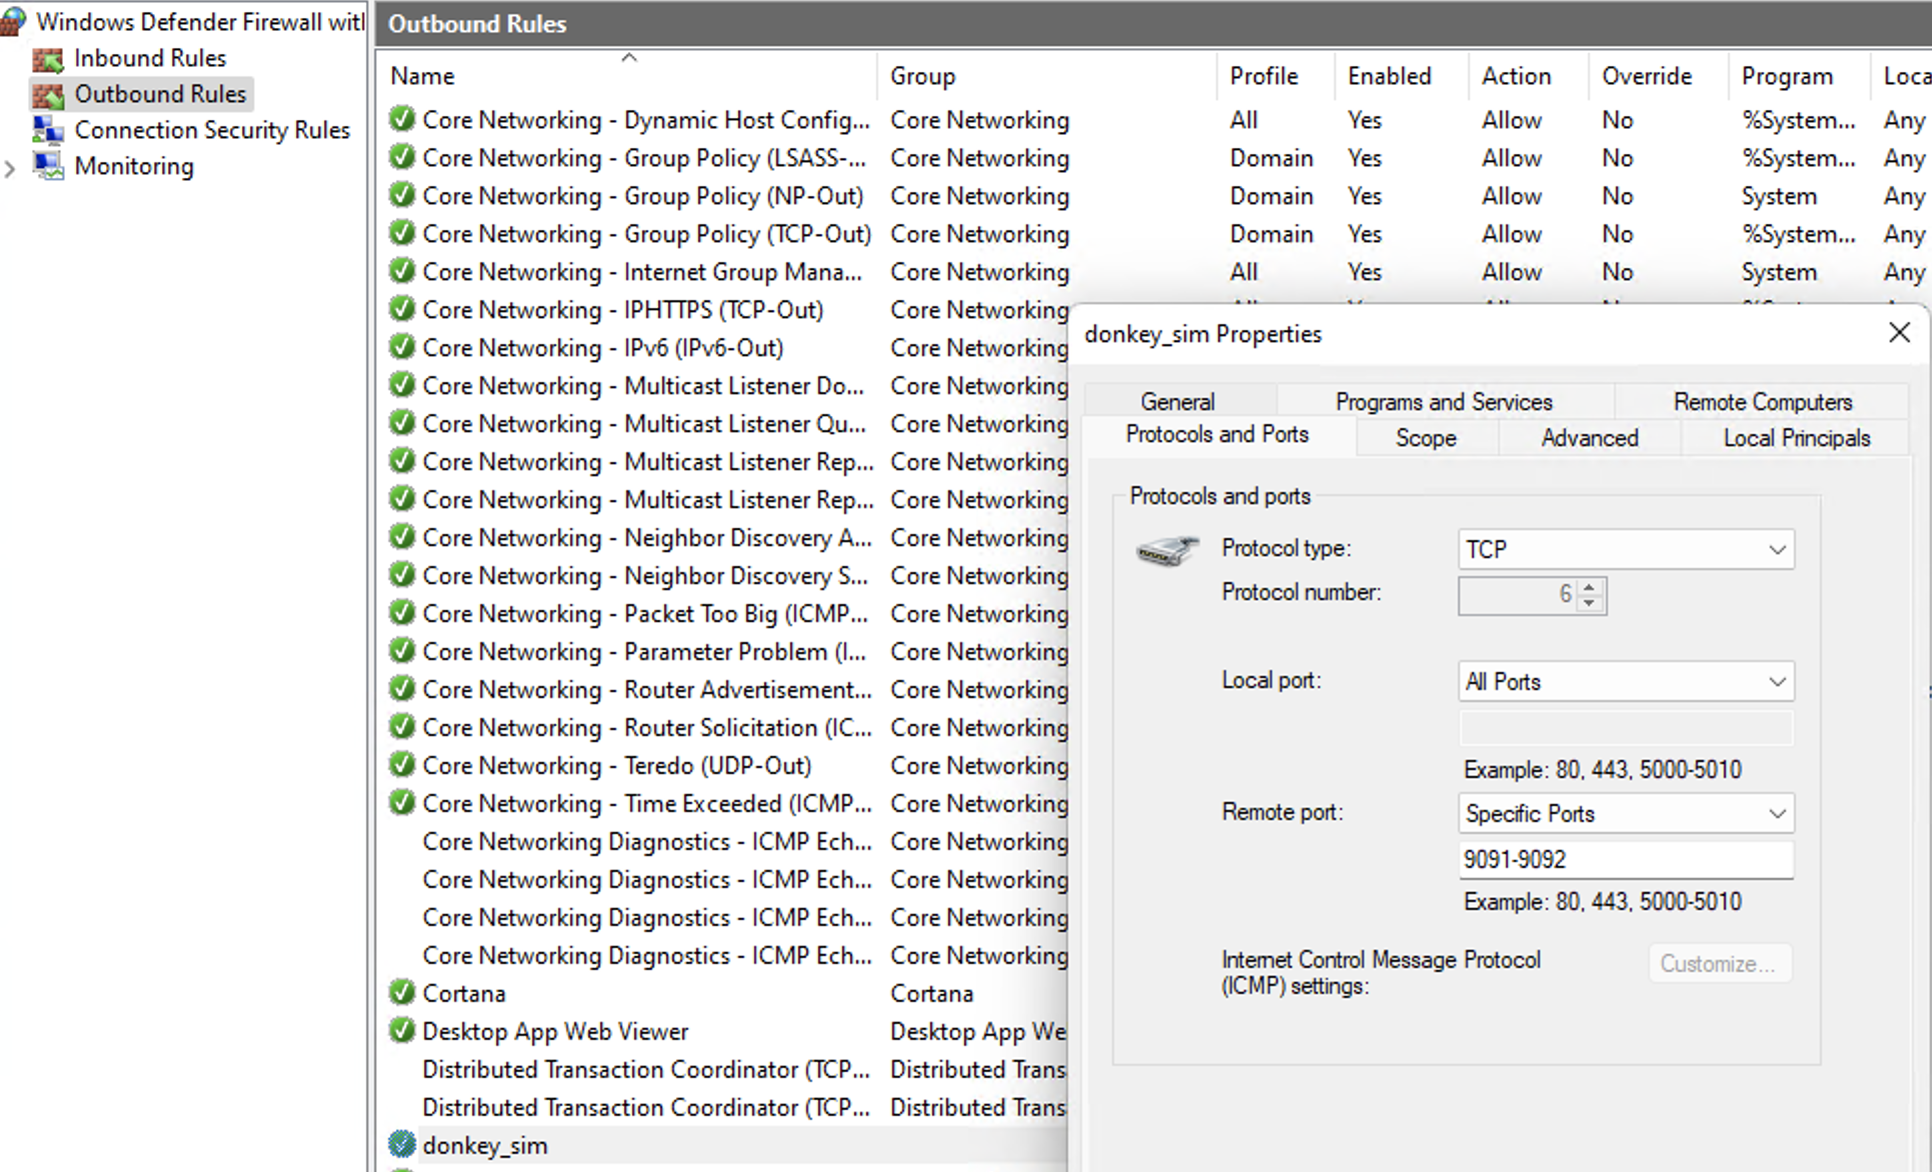 Windows Defender Firewall witl
Inbound Rules
Outbound Rules
Connection Security Rules
Monitoring
Outbound Rules
Name Group Profile Enabled Action Override Program Loca
Core Networking - Dynamic Host Config... Core Networking All Yes Allow No %System... Any
Core Networking - Group Policy (LSASS-... Core Networking Domain Yes Allow No %System... Any
Core Networking - Group Policy (NP-Out) Core Networking Domain Yes Allow No System Any
Core Networking - Group Policy (TCP-Out) Core Networking Domain Yes Allow No %System... Any
Core Networking - Internet Group Mana... Core Networking All Yes Allow No System Any
Core Networking - IPHTTPS (TCP-Out) Core Networking
Core Networking - IPv6 (IPv6-Out) Core Networking
Core Networking - Multicast Listener Do... Core Networking
Core Networking - Multicast Listener Qu... Core Networking
Core Networking - Multicast Listener Rep... Core Networking
Core Networking - Multicast Listener Rep... Core Networking
Core Networking - Neighbor Discovery A... Core Networking
Core Networking - Neighbor Discovery S... Core Networking
Core Networking - Packet Too Big (ICMP... Core Networking
Core Networking - Parameter Problem (I... Core Networking
Core Networking - Router Advertisement... Core Networking
Core Networking - Router Solicitation (IC... Core Networking
Core Networking - Teredo (UDP-Out) Core Networking
Core Networking - Time Exceeded (ICMP... Core Networking
Core Networking Diagnostics - ICMP Ech... Core Networking
Core Networking Diagnostics - ICMP Ech... Core Networking
Core Networking Diagnostics - ICMP Ech... Core Networking
Core Networking Diagnostics - ICMP Ech... Core Networking
Cortana Cortana
Desktop App Web Viewer Desktop App We
Distributed Transaction Coordinator (TCP... Distributed Trans
Distributed Transaction Coordinator (TCP... Distributed Trans
donkey_sim
donkey_sim Properties
General Programs and Services Remote Computers
Protocols and Ports Scope Advanced Local Principals
Protocols and ports
Protocol type: TCP
Protocol number: 6
Local port: All Ports
Example: 80, 443, 5000-5010
Remote port: Specific Ports
9091-9092
Example: 80, 443, 5000-5010
Internet Control Message Protocol
(ICMP) settings:
Customize...